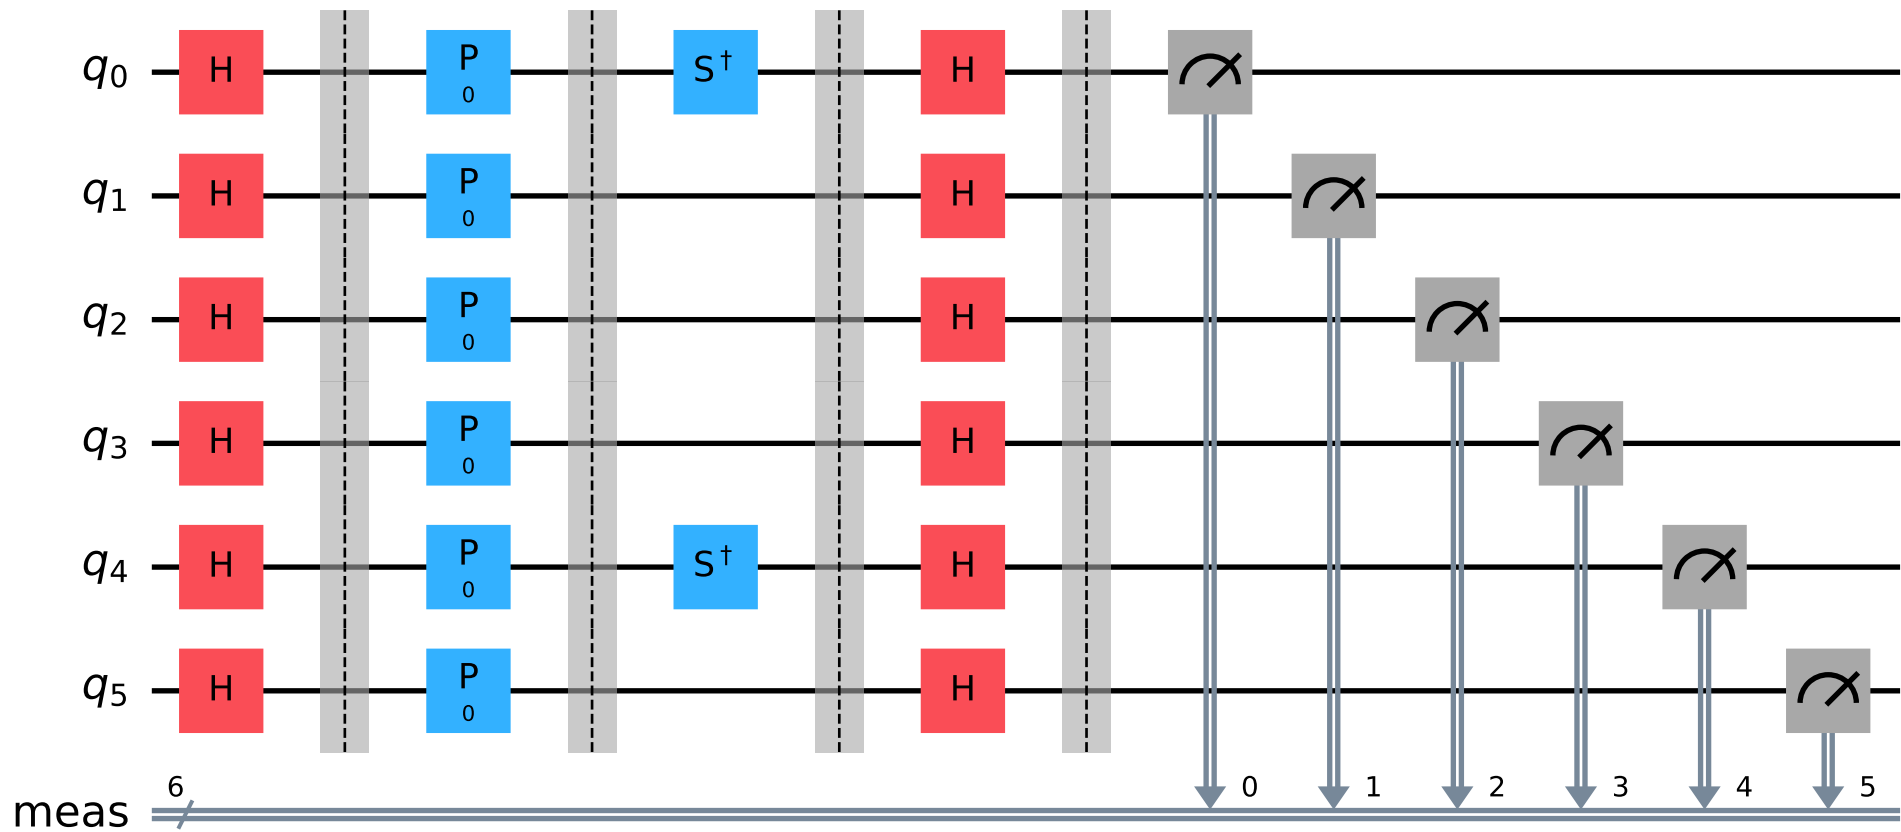 q0 H P 0 S† H
q1 H P 0 H
q2 H P 0 H
q3 H P 0 H
q4 H P 0 S† H
q5 H P 0 H
6 0 1 2 3 4 5
meas